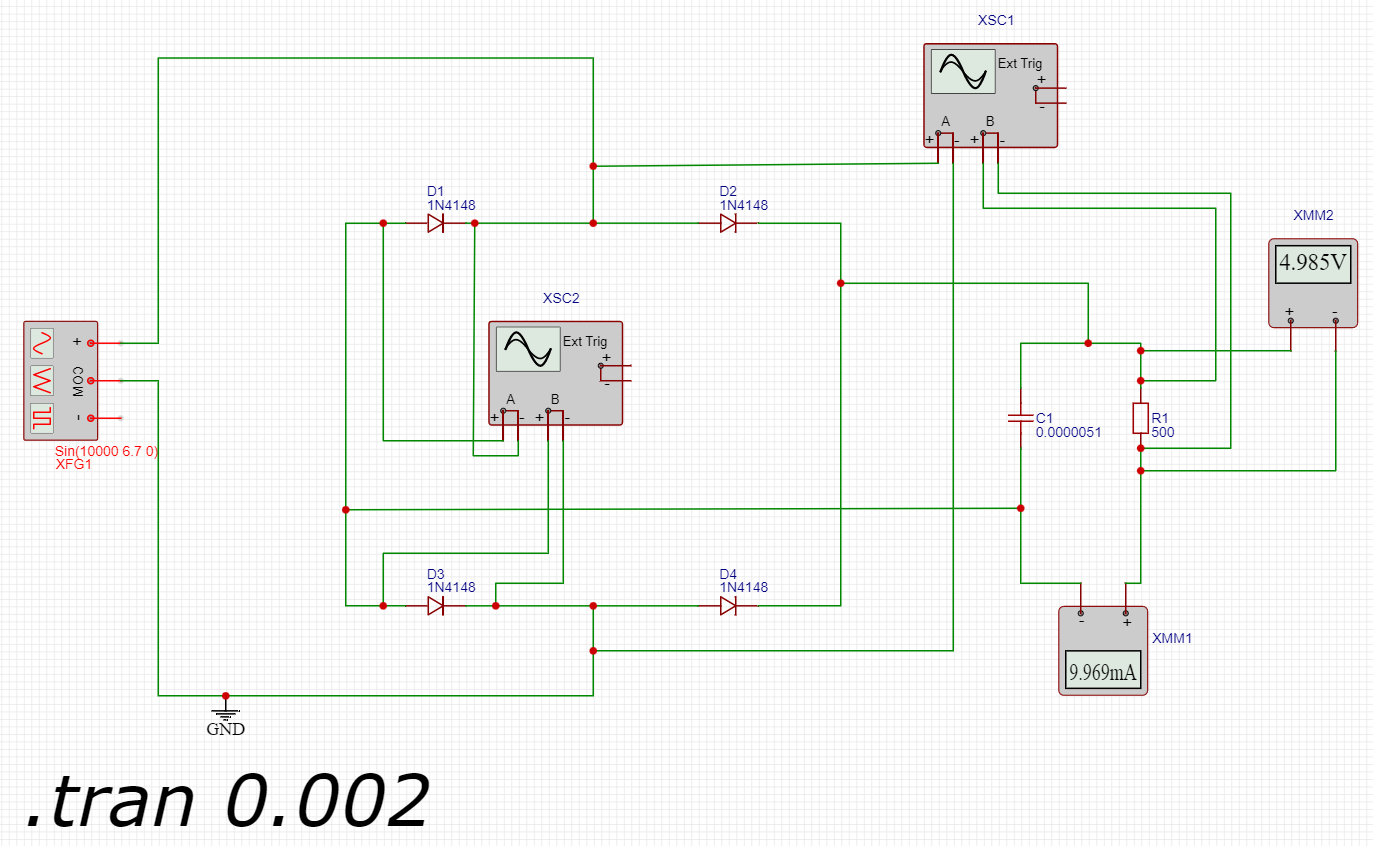 XSC1
Ext Trig
+
-
A
B
+
-
+
-
D1
1N4148
D2
1N4148
XMM2
4.985V
+
-
XSC2
Ext Trig
+
-
A
B
+
-
+
-
+
COM
-
Sin(10000 6.7 0)
XFG1
C1
0.0000051
R1
500
D3
1N4148
D4
1N4148
-
+
XMM1
9.969mA
GND
.tran 0.002